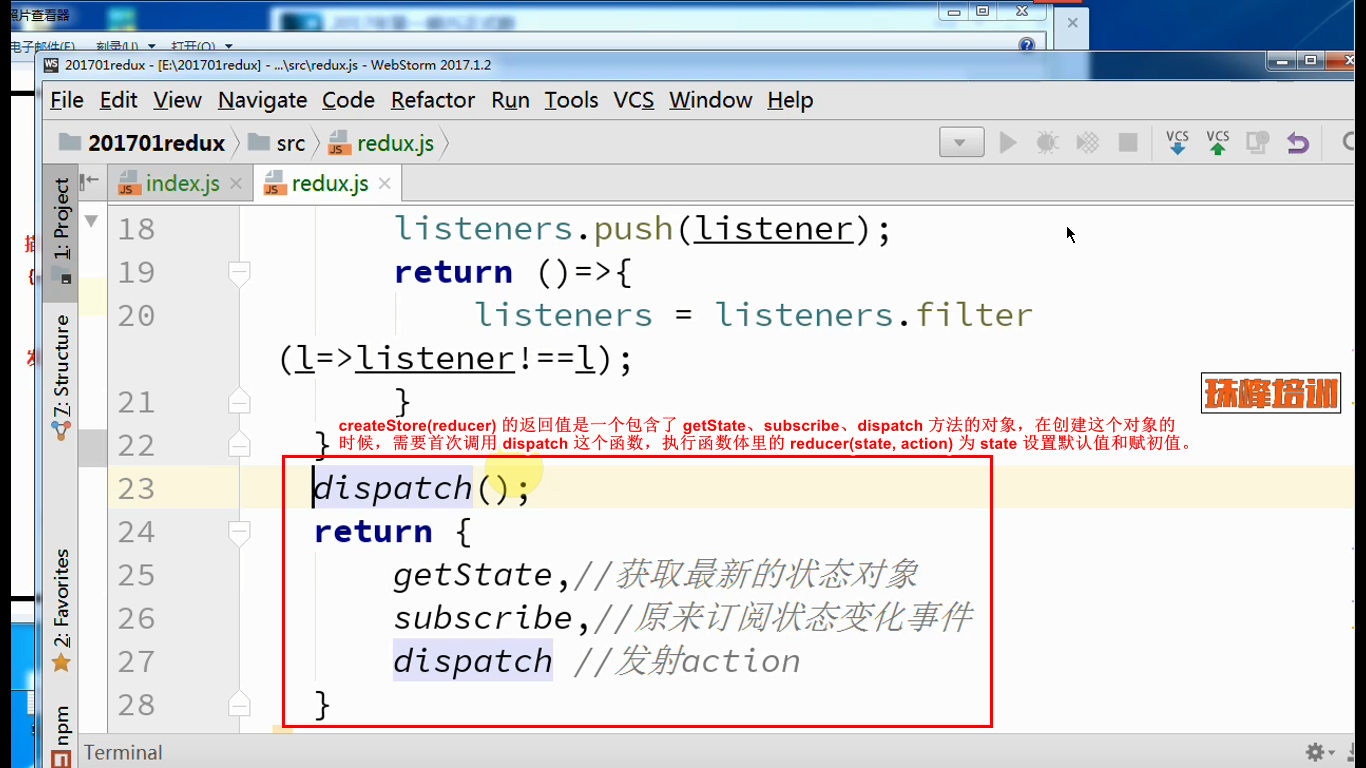 照片查看器
电子邮件(E) 刻录(U) 打开(O)
201701redux - [E:\201701redux] - ...\src\redux.js - WebStorm 2017.1.2
File Edit View Navigate Code Refactor Run Tools VCS Window Help
201701redux src redux.js
VCS VCS
index.js redux.js
1: Project
7: Structure
2: Favorites
npm
18 listeners.push(listener);
19 return ()=>{
20 listeners = listeners.filter
(l=>listener!==l);
21 }
珠峰培训
createStore(reducer) 的返回值是一个包含了 getState、subscribe、dispatch 方法的对象，在创建这个对象的
时候，需要首次调用 dispatch 这个函数，执行函数体里的 reducer(state, action) 为 state 设置默认值和赋初值。
22 }
23 dispatch();
24 return {
25 getState,//获取最新的状态对象
26 subscribe,//原来订阅状态变化事件
27 dispatch //发射action
28 }
Terminal